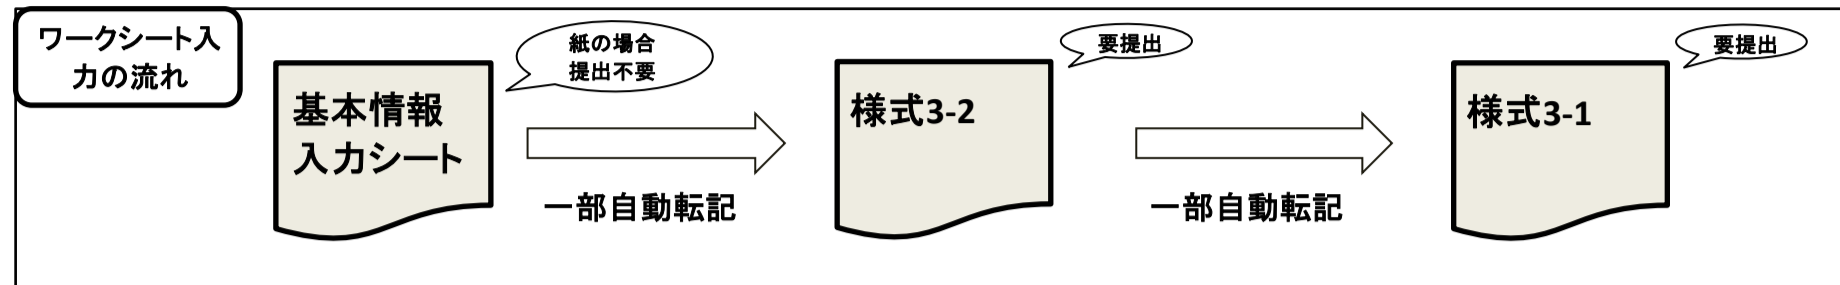 ワークシート入
力の流れ
紙の場合
提出不要
要提出
要提出
基本情報
入力シート
様式3-2
様式3-1
一部自動転記
一部自動転記